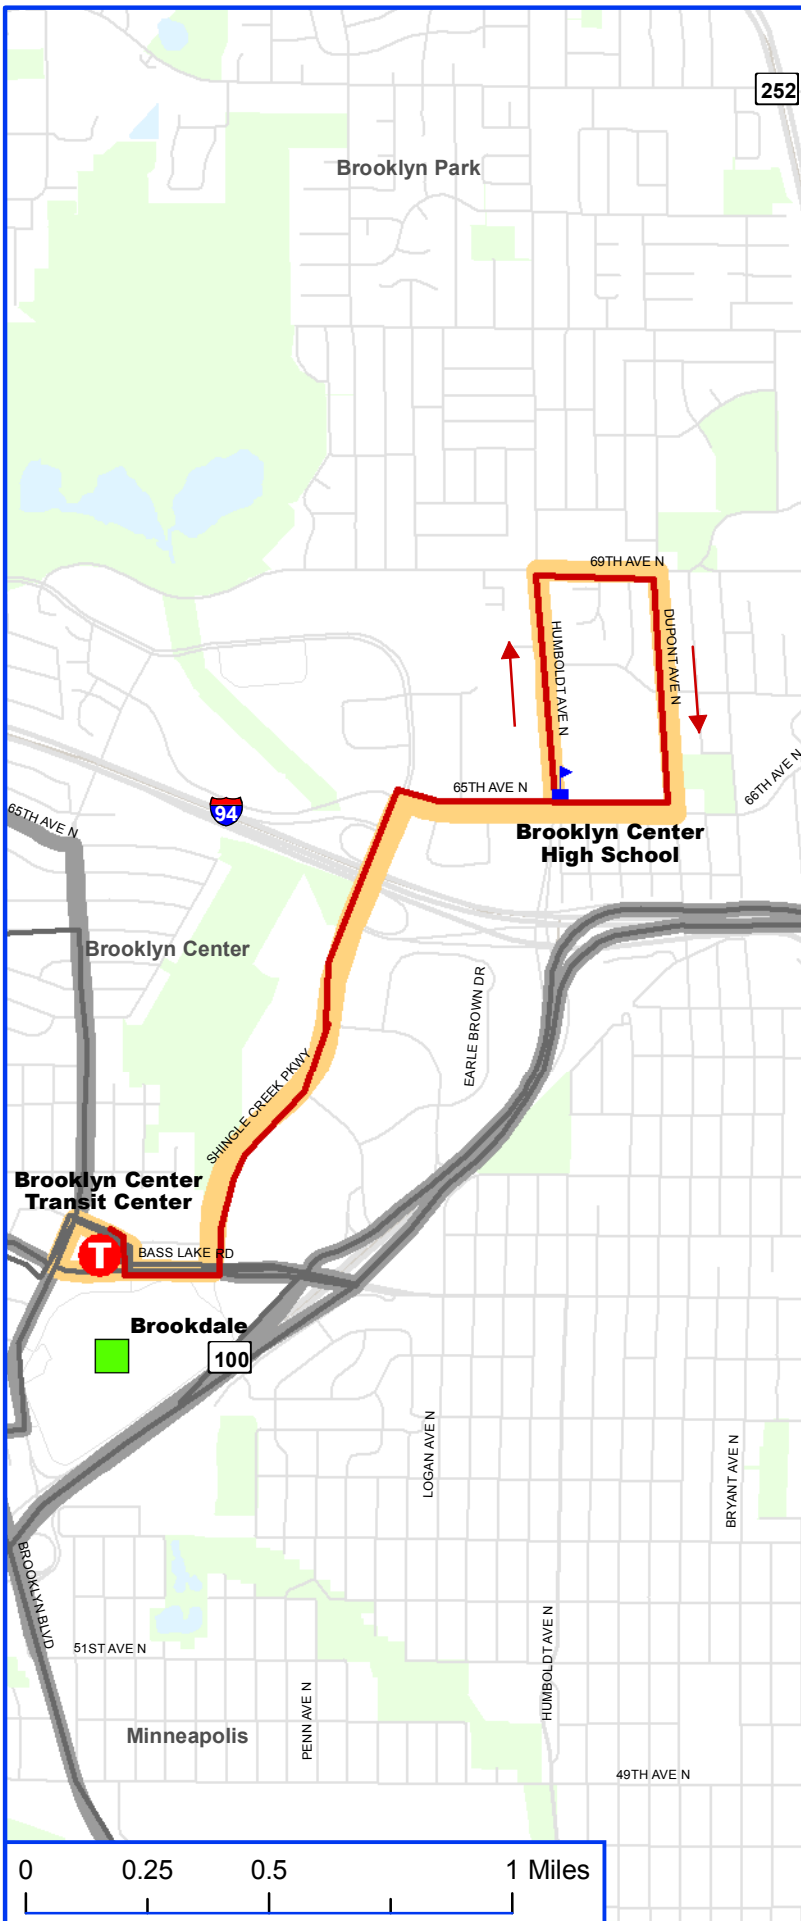 252
Brooklyn Park
69TH AVE N
HUMBOLDT AVE N
DUPONT AVE N
65TH AVE N
66TH AVE N
94
65TH AVE N
Brooklyn Center
High School
Brooklyn Center
EARLE BROWN DR
SHINGLE CREEK PKWY
Brooklyn Center
Transit Center
T
BASS LAKE RD
Brookdale
100
LOGAN AVE N
BRYANT AVE N
BROOKLYN BLVD
51ST AVE N
HUMBOLDT AVE N
PENN AVE N
Minneapolis
49TH AVE N
0 0.25 0.5 1 Miles